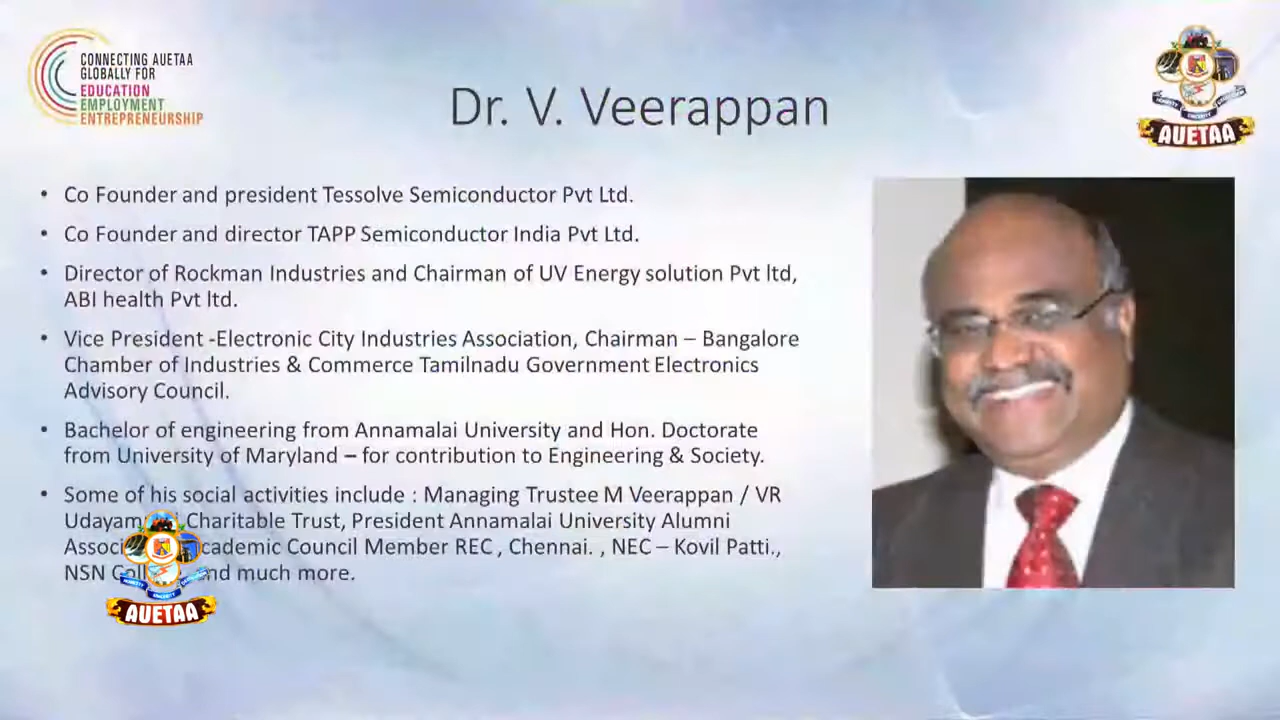 CONNECTING AUETAA
GLOBALLY FOR
EDUCATION
EMPLOYMENT
ENTREPRENEURSHIP
AUETAA
Dr. V. Veerappan
• Co Founder and president Tessolve Semiconductor Pvt Ltd.
• Co Founder and director TAPP Semiconductor India Pvt Ltd.
• Director of Rockman Industries and Chairman of UV Energy solution Pvt ltd,
ABI health Pvt ltd.
• Vice President -Electronic City Industries Association, Chairman – Bangalore
Chamber of Industries & Commerce Tamilnadu Government Electronics
Advisory Council.
• Bachelor of engineering from Annamalai University and Hon. Doctorate
from University of Maryland – for contribution to Engineering & Society.
• Some of his social activities include : Managing Trustee M Veerappan / VR
Charitable Trust, President Annamalai University Alumni
Council Member REC , Chennai. , NEC – Kovil Patti.,
NSN and much more.
AUETAA